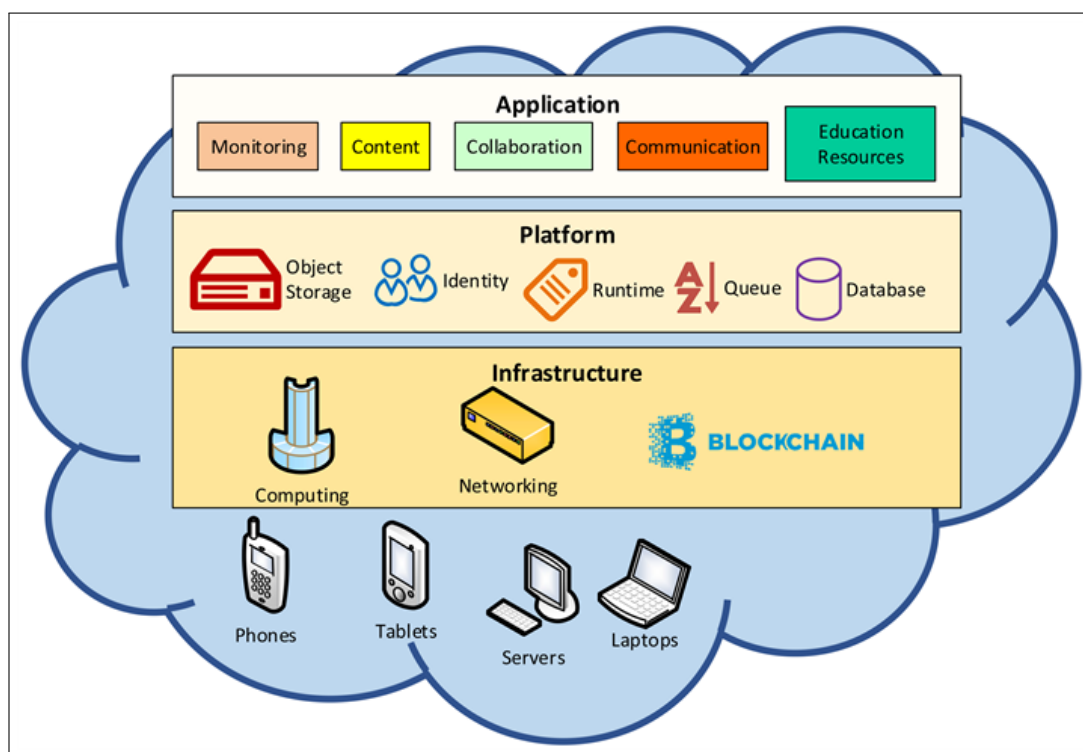 Application
Monitoring
Content
Collaboration
Communication
Education
Resources
Platform
Object
Storage
Identity
Runtime
A
Z
Queue
Database
Infrastructure
Computing
Networking
B BLOCKCHAIN
Phones
Tablets
Servers
Laptops